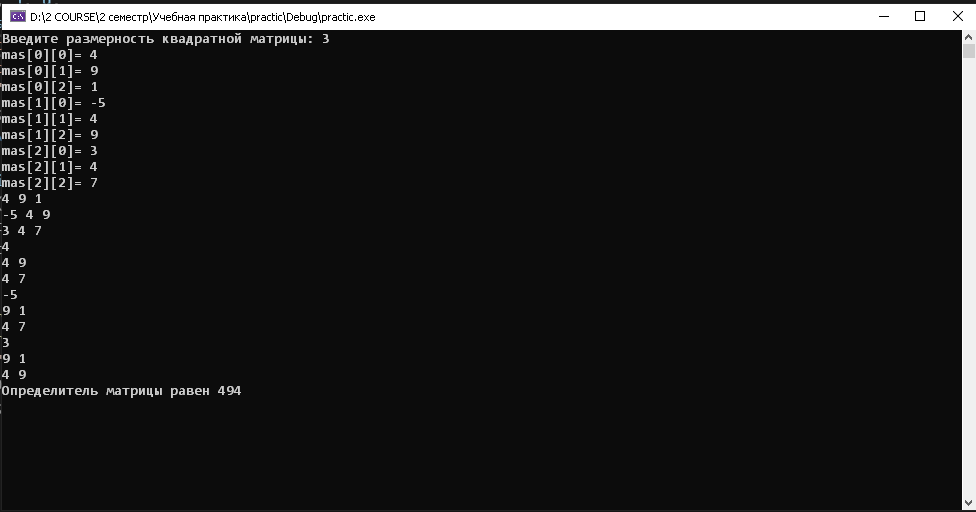 D:\2 COURSE\2 семестр\Учебная практика\practic\Debug\practic.exe
Введите размерность квадратной матрицы: 3
mas[0][0]= 4
mas[0][1]= 9
mas[0][2]= 1
mas[1][0]= -5
mas[1][1]= 4
mas[1][2]= 9
mas[2][0]= 3
mas[2][1]= 4
mas[2][2]= 7
4 9 1
-5 4 9
3 4 7
4
4 9
4 7
-5
9 1
4 7
3
9 1
4 9
Определитель матрицы равен 494